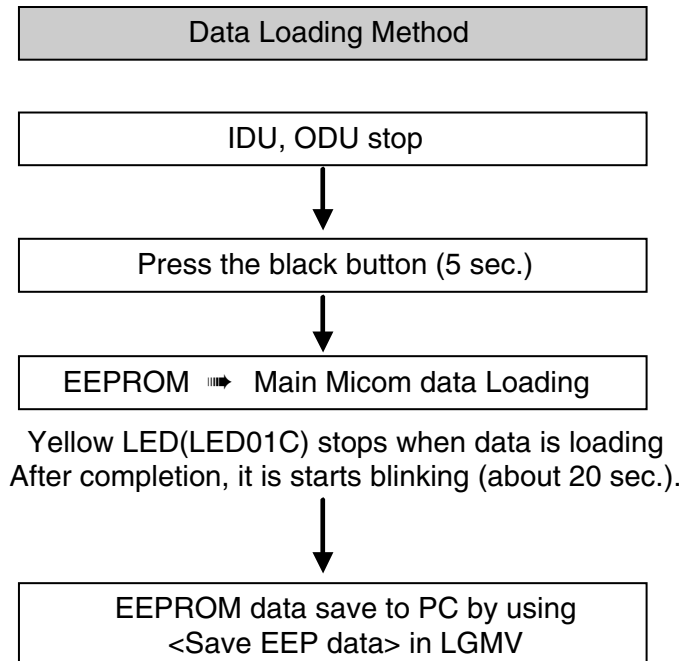 Data Loading Method
IDU, ODU stop
Press the black button (5 sec.)
EEPROM ➠ Main Micom data Loading
Yellow LED(LED01C) stops when data is loading
After completion, it is starts blinking (about 20 sec.).
EEPROM data save to PC by using
<Save EEP data> in LGMV